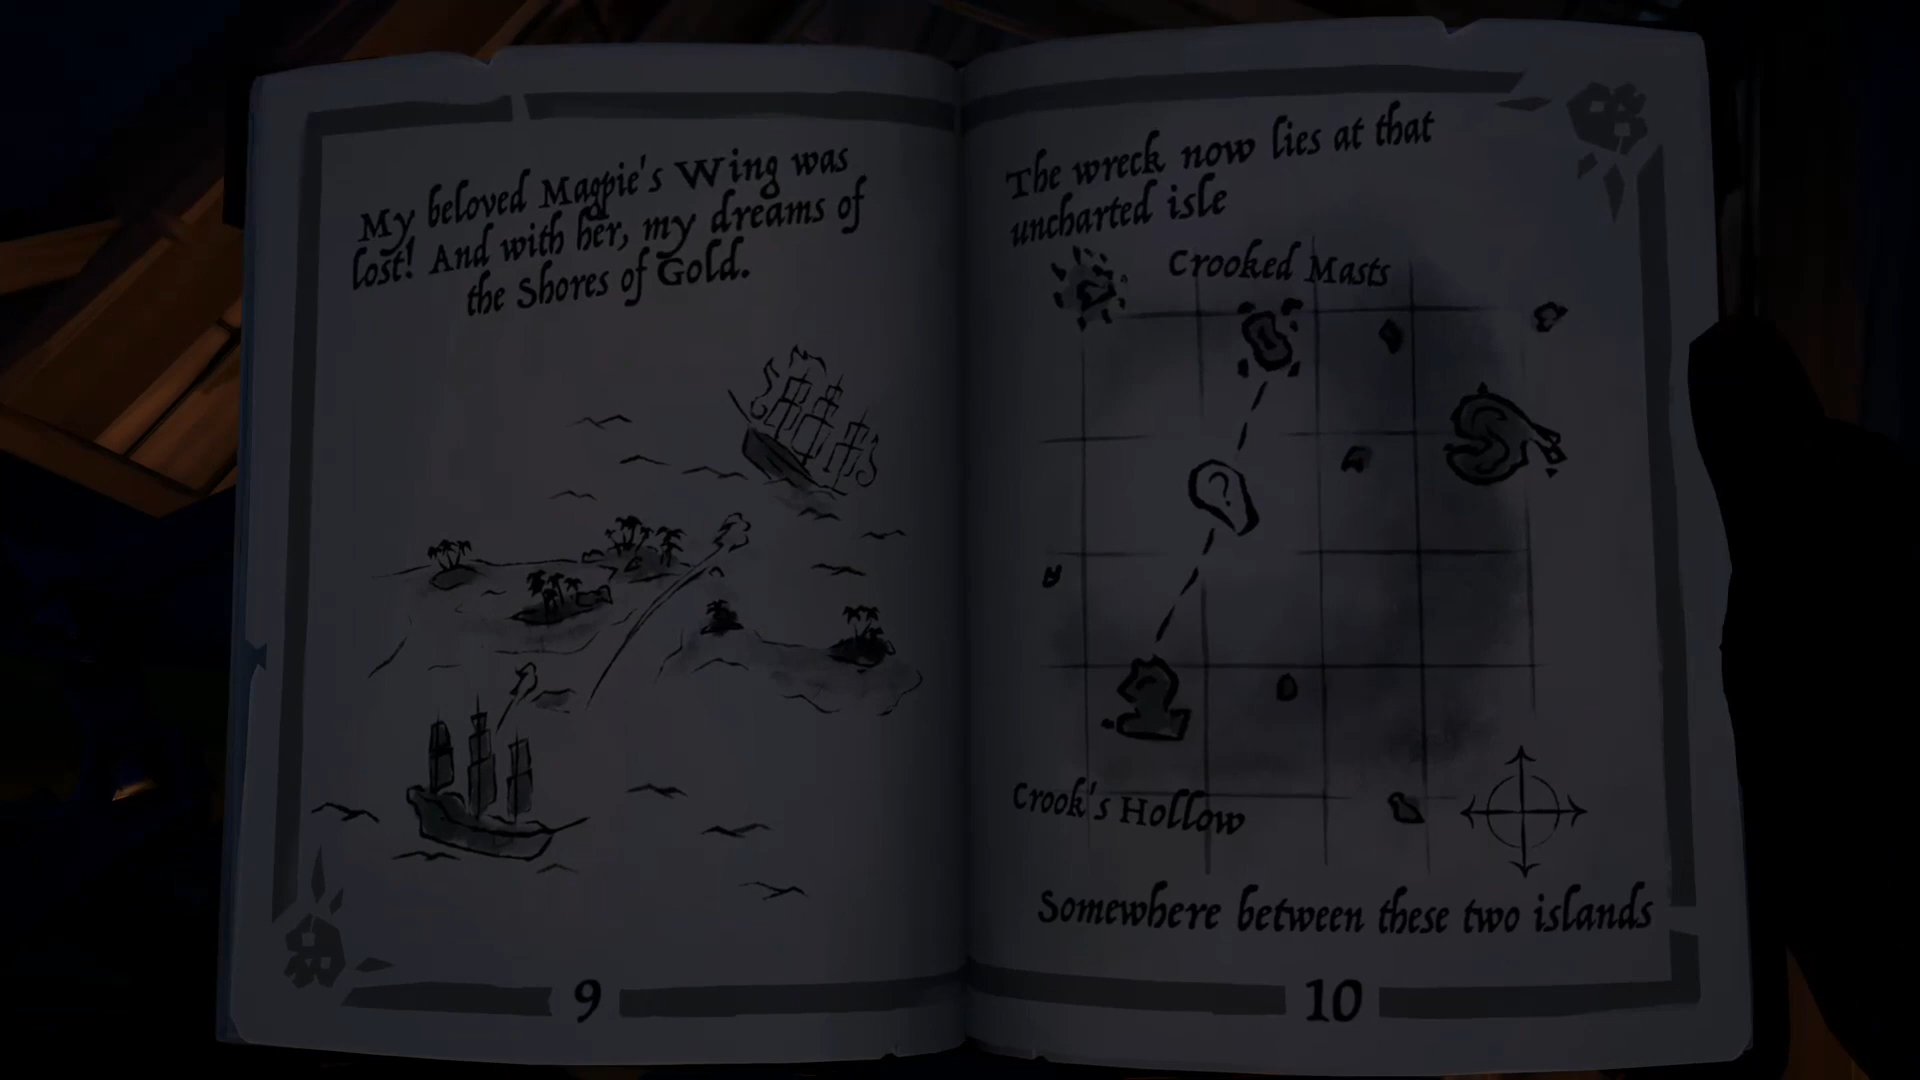 My beloved Magpie's Wing was
lost! And with her, my dreams of
the Shores of Gold.
9
The wreck now lies at that
uncharted isle
Crooked Masts
?
Crook's Hollow
Somewhere between these two islands
10